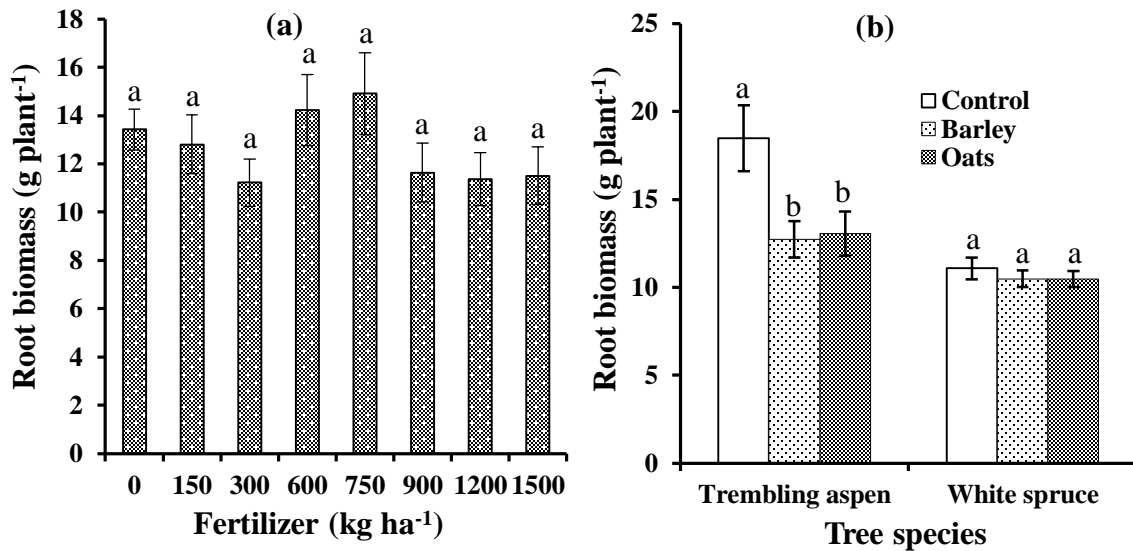 (a)
Root biomass (g plant⁻¹)
18
16
14
12
10
8
6
4
2
0
a a a a a a a a
0 150 300 600 750 900 1200 1500
Fertilizer (kg ha⁻¹)
(b)
Root biomass (g plant⁻¹)
25
20
15
10
5
0
Control
Barley
Oats
a b b a a a
Trembling aspen White spruce
Tree species